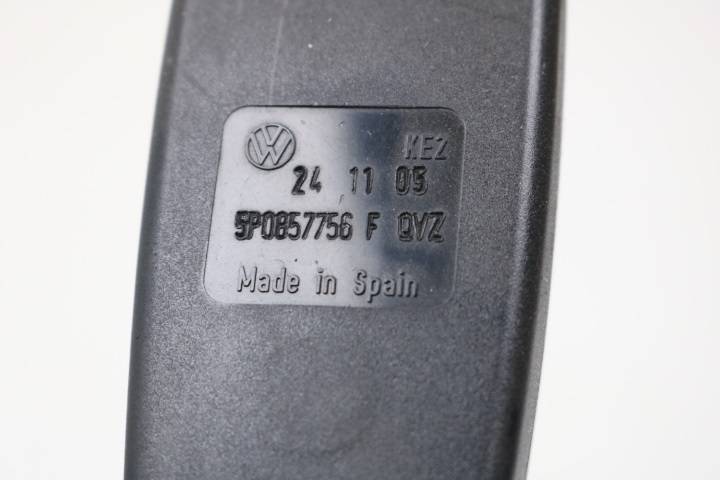 KEZ
24 11 05
5P0857756 F QVZ
Made in Spain